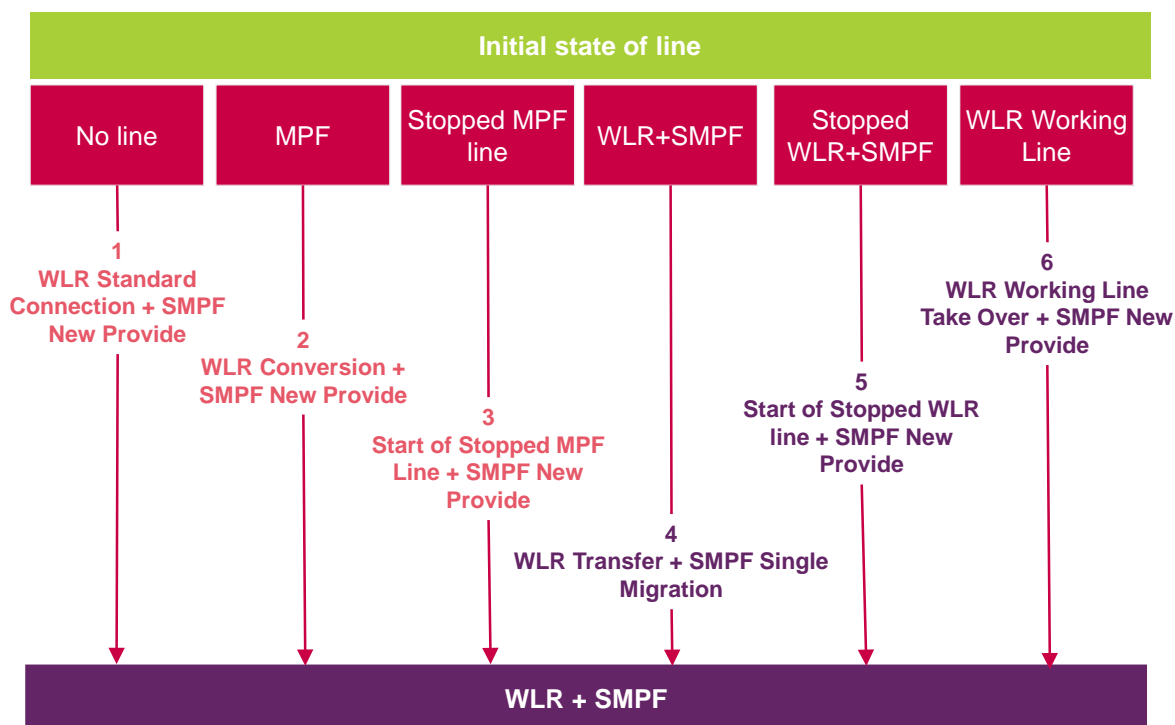 Initial state of line
No line
MPF
Stopped MPF
line
WLR+SMPF
Stopped
WLR+SMPF
WLR Working
Line
1
WLR Standard
Connection + SMPF
New Provide
2
WLR Conversion +
SMPF New Provide
3
Start of Stopped MPF
Line + SMPF New
Provide
4
WLR Transfer + SMPF Single
Migration
5
Start of Stopped WLR
line + SMPF New
Provide
6
WLR Working Line
Take Over + SMPF New
Provide
WLR + SMPF